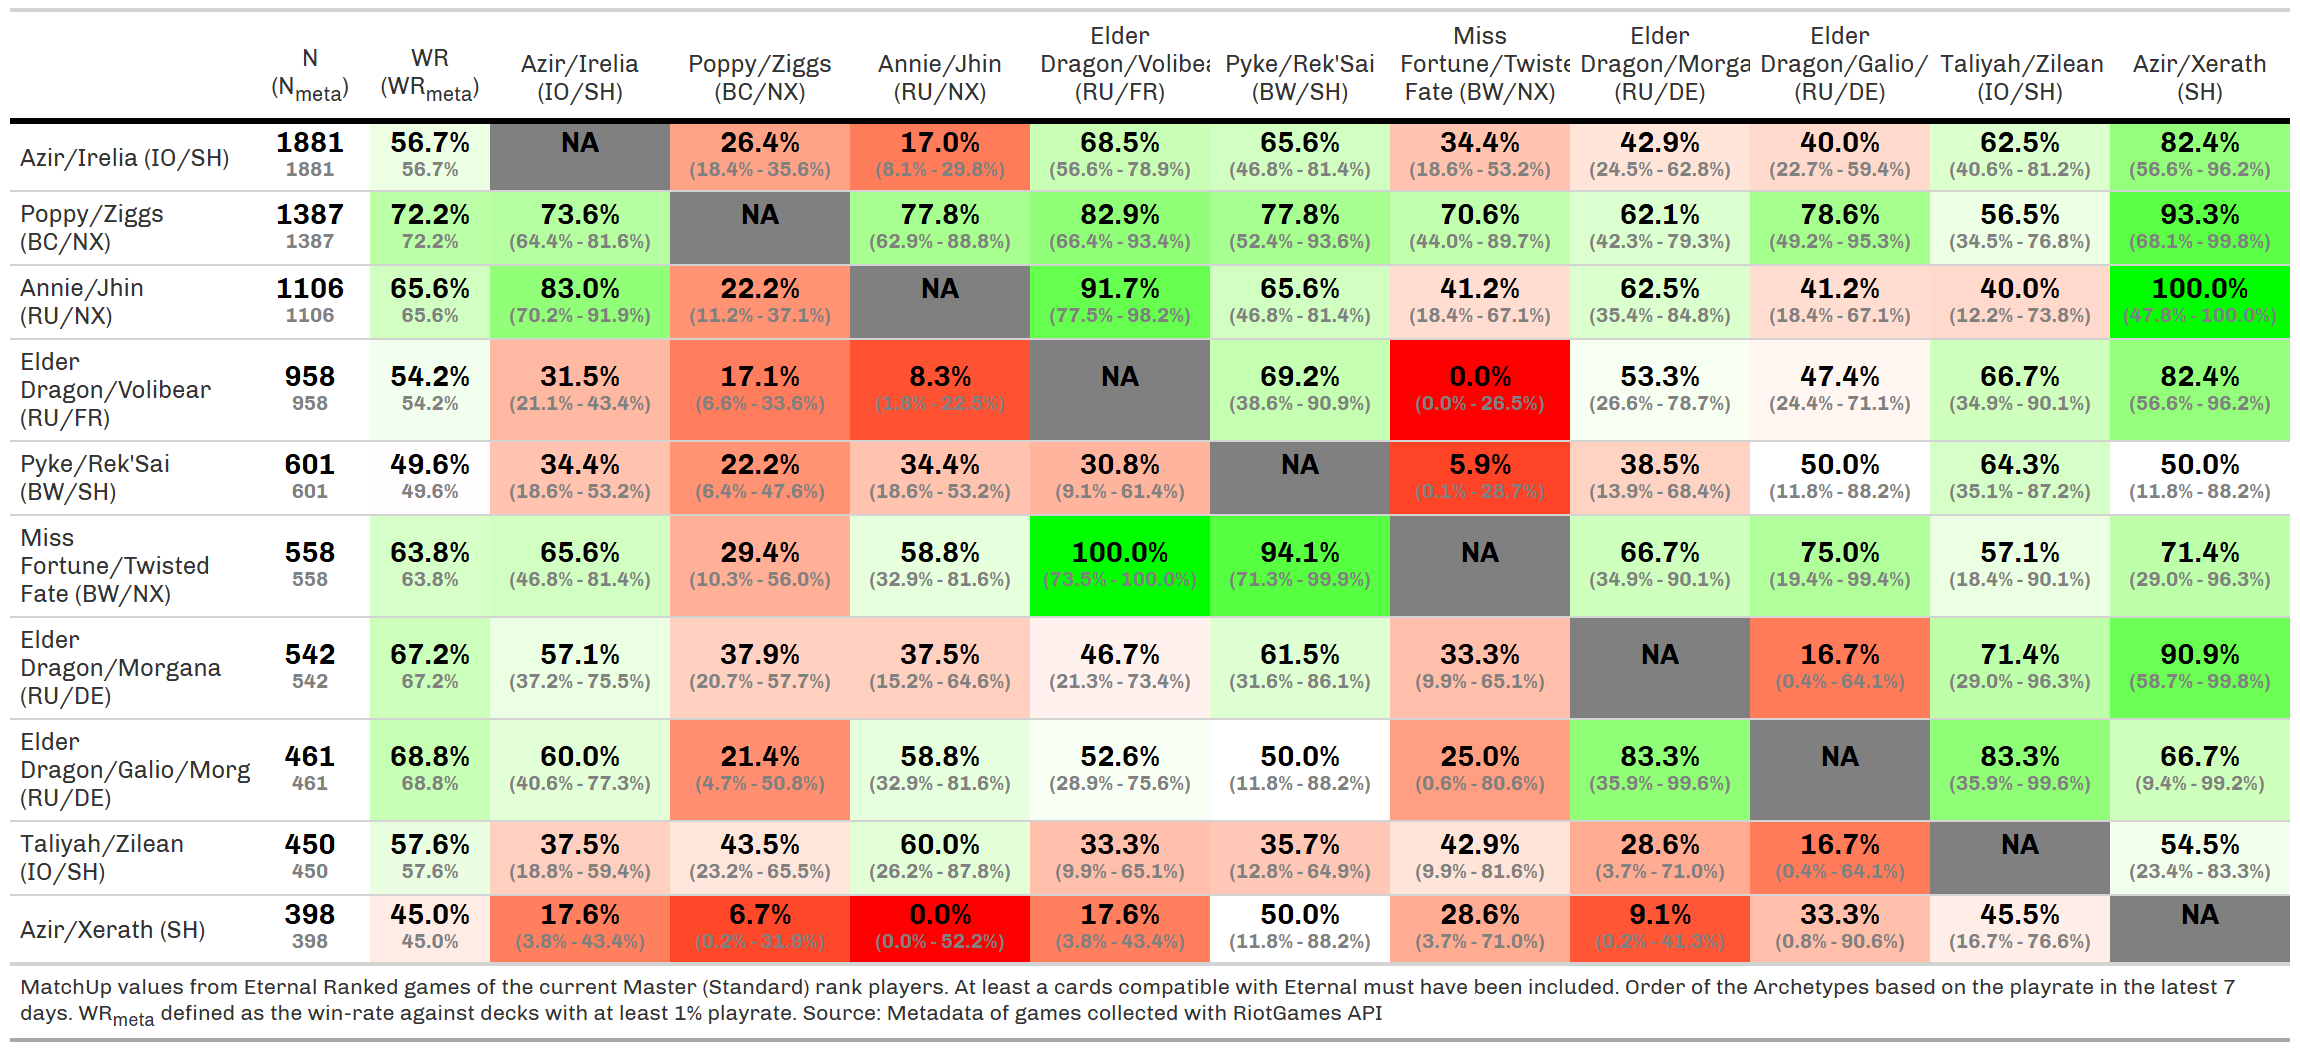 N (Nmeta) WR (WRmeta) Azir/Irelia (IO/SH) Poppy/Ziggs (BC/NX) Annie/Jhin (RU/NX) Elder Dragon/Volibea (RU/FR) Pyke/Rek'Sai (BW/SH) Miss Fortune/Twiste Fate (BW/NX) Elder Dragon/Morga (RU/DE) Elder Dragon/Galio/ (RU/DE) Taliyah/Zilean (IO/SH) Azir/Xerath (SH)
Azir/Irelia (IO/SH) 1881 56.7% NA 26.4% 17.0% 68.5% 65.6% 34.4% 42.9% 40.0% 62.5% 82.4%
1881 56.7% (18.4% - 35.6%) (8.1% - 29.8%) (56.6% - 78.9%) (46.8% - 81.4%) (18.6% - 53.2%) (24.5% - 62.8%) (22.7% - 59.4%) (40.6% - 81.2%) (56.6% - 96.2%)
Poppy/Ziggs 1387 72.2% 73.6% NA 77.8% 82.9% 77.8% 70.6% 62.1% 78.6% 56.5% 93.3%
(BC/NX) 1387 72.2% (64.4% - 81.6%) (62.9% - 88.8%) (66.4% - 93.4%) (52.4% - 93.6%) (44.0% - 89.7%) (42.3% - 79.3%) (49.2% - 95.3%) (34.5% - 76.8%) (68.1% - 99.8%)
Annie/Jhin 1106 65.6% 83.0% 22.2% NA 91.7% 65.6% 41.2% 62.5% 41.2% 40.0% 100.0%
(RU/NX) 1106 65.6% (70.2% - 91.9%) (11.2% - 37.1%) (77.5% - 98.2%) (46.8% - 81.4%) (18.4% - 67.1%) (35.4% - 84.8%) (18.4% - 67.1%) (12.2% - 73.8%) (47.8% - 100.0%)
Elder
Dragon/Volibear 958 54.2% 31.5% 17.1% 8.3% NA 69.2% 0.0% 53.3% 47.4% 66.7% 82.4%
(RU/FR) 958 54.2% (21.1% - 43.4%) (6.6% - 33.6%) (1.8% - 22.5%) (38.6% - 90.9%) (0.0% - 26.5%) (26.6% - 78.7%) (24.4% - 71.1%) (34.9% - 90.1%) (56.6% - 96.2%)
Pyke/Rek'Sai 601 49.6% 34.4% 22.2% 34.4% 30.8% NA 5.9% 38.5% 50.0% 64.3% 50.0%
(BW/SH) 601 49.6% (18.6% - 53.2%) (6.4% - 47.6%) (18.6% - 53.2%) (9.1% - 61.4%) (0.1% - 28.7%) (13.9% - 68.4%) (11.8% - 88.2%) (35.1% - 87.2%) (11.8% - 88.2%)
Miss
Fortune/Twisted 558 63.8% 65.6% 29.4% 58.8% 100.0% 94.1% NA 66.7% 75.0% 57.1% 71.4%
Fate (BW/NX) 558 63.8% (46.8% - 81.4%) (10.3% - 56.0%) (32.9% - 81.6%) (73.5% - 100.0%) (71.3% - 99.9%) (34.9% - 90.1%) (19.4% - 99.4%) (18.4% - 90.1%) (29.0% - 96.3%)
Elder
Dragon/Morgana 542 67.2% 57.1% 37.9% 37.5% 46.7% 61.5% 33.3% NA 16.7% 71.4% 90.9%
(RU/DE) 542 67.2% (37.2% - 75.5%) (20.7% - 57.7%) (15.2% - 64.6%) (21.3% - 73.4%) (31.6% - 86.1%) (9.9% - 65.1%) (0.4% - 64.1%) (29.0% - 96.3%) (58.7% - 99.8%)
Elder
Dragon/Galio/Morg 461 68.8% 60.0% 21.4% 58.8% 52.6% 50.0% 25.0% 83.3% NA 83.3% 66.7%
(RU/DE) 461 68.8% (40.6% - 77.3%) (4.7% - 50.8%) (32.9% - 81.6%) (28.9% - 75.6%) (11.8% - 88.2%) (0.6% - 80.6%) (35.9% - 99.6%) (35.9% - 99.6%) (9.4% - 99.2%)
Taliyah/Zilean 450 57.6% 37.5% 43.5% 60.0% 33.3% 35.7% 42.9% 28.6% 16.7% NA 54.5%
(IO/SH) 450 57.6% (18.8% - 59.4%) (23.2% - 65.5%) (26.2% - 87.8%) (9.9% - 65.1%) (12.8% - 64.9%) (9.9% - 81.6%) (3.7% - 71.0%) (0.4% - 64.1%) (23.4% - 83.3%)
Azir/Xerath (SH) 398 45.0% 17.6% 6.7% 0.0% 17.6% 50.0% 28.6% 9.1% 33.3% 45.5% NA
398 45.0% (3.8% - 43.4%) (0.2% - 31.9%) (0.0% - 52.2%) (3.8% - 43.4%) (11.8% - 88.2%) (3.7% - 71.0%) (0.2% - 41.3%) (0.8% - 90.6%) (16.7% - 76.6%)
MatchUp values from Eternal Ranked games of the current Master (Standard) rank players. At least a cards compatible with Eternal must have been included. Order of the Archetypes based on the playrate in the latest 7
days. WRmeta defined as the win-rate against decks with at least 1% playrate. Source: Metadata of games collected with RiotGames API